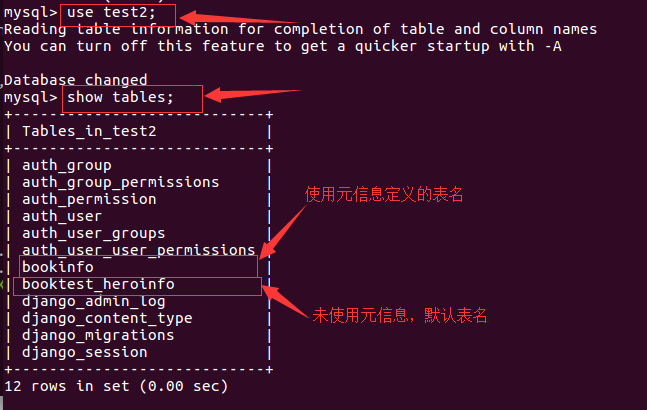 mysql> use test2;
Reading table information for completion of table and column names
You can turn off this feature to get a quicker startup with -A
Database changed
mysql> show tables;
+----------------------------+
| Tables_in_test2            |
+----------------------------+
| auth_group                 |
| auth_group_permissions     |
| auth_permission            |
| auth_user                  |
| auth_user_groups           |
| auth_user_user_permissions |
| bookinfo                   |
| booktest_heroinfo          |
| django_admin_log           |
| django_content_type        |
| django_migrations          |
| django_session             |
+----------------------------+
12 rows in set (0.00 sec)
使用元信息定义的表名
未使用元信息，默认表名